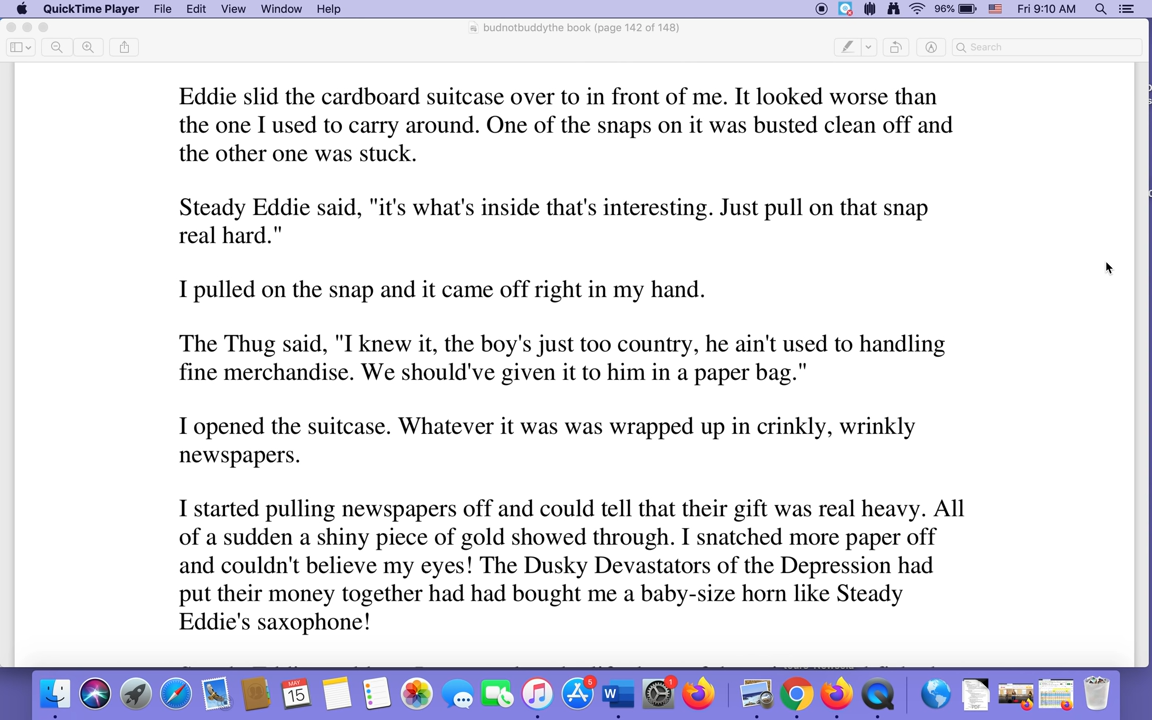 QuickTime Player File Edit View Window Help 96% Fri 9:10 AM
budnotbuddythe book (page 142 of 148)
Search
Eddie slid the cardboard suitcase over to in front of me. It looked worse than
the one I used to carry around. One of the snaps on it was busted clean off and
the other one was stuck.
Steady Eddie said, "it's what's inside that's interesting. Just pull on that snap
real hard."
I pulled on the snap and it came off right in my hand.
The Thug said, "I knew it, the boy's just too country, he ain't used to handling
fine merchandise. We should've given it to him in a paper bag."
I opened the suitcase. Whatever it was was wrapped up in crinkly, wrinkly
newspapers.
I started pulling newspapers off and could tell that their gift was real heavy. All
of a sudden a shiny piece of gold showed through. I snatched more paper off
and couldn't believe my eyes! The Dusky Devastators of the Depression had
put their money together had had bought me a baby-size horn like Steady
Eddie's saxophone!
MAY
15
5
W
1